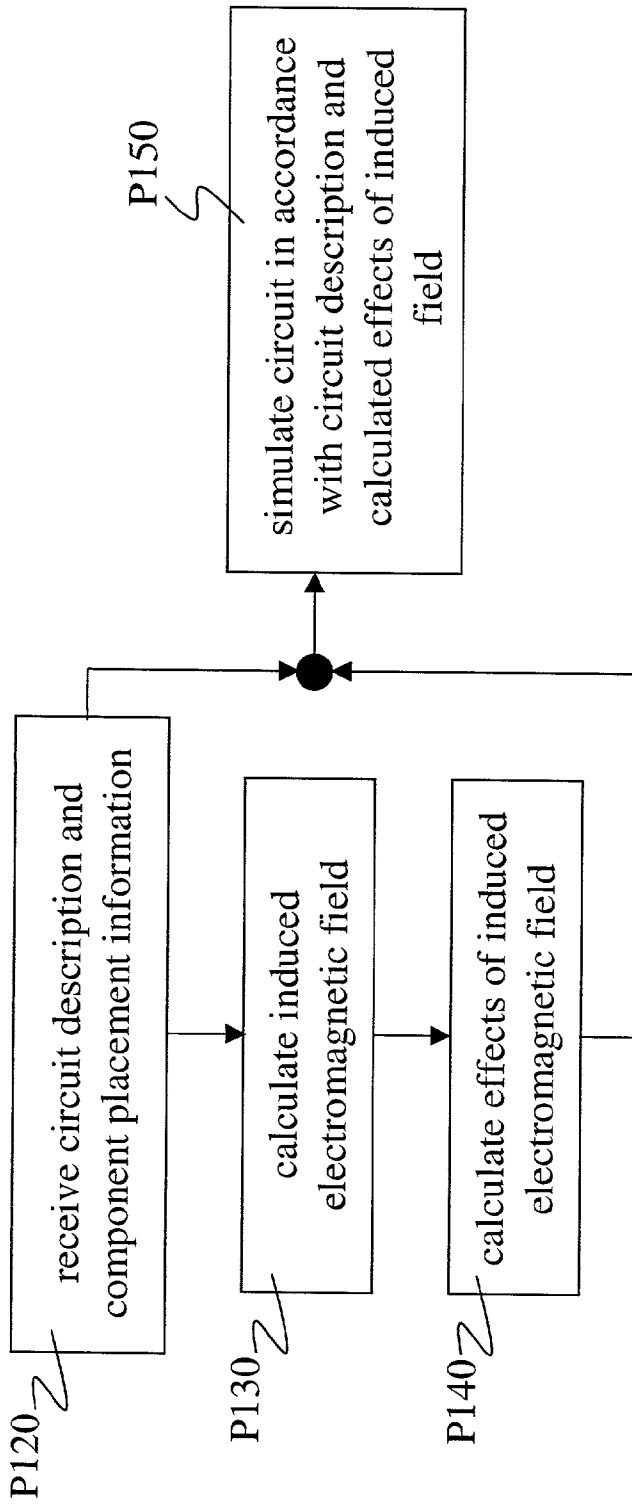 P120
receive circuit description and
component placement information
P130
calculate induced
electromagnetic field
P140
calculate effects of induced
electromagnetic field
P150
simulate circuit in accordance
with circuit description and
calculated effects of induced
field